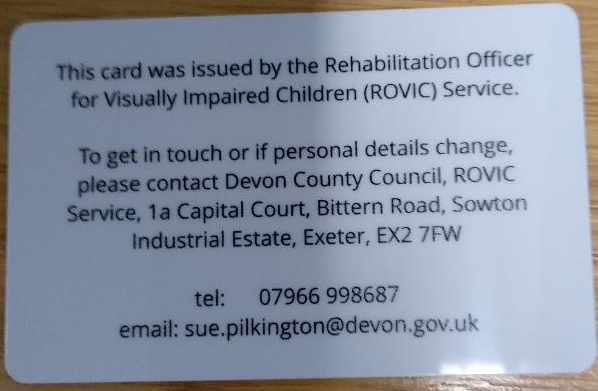 This card was issued by the Rehabilitation Officer
for Visually Impaired Children (ROVIC) Service.
To get in touch or if personal details change,
please contact Devon County Council, ROVIC
Service, 1a Capital Court, Bittern Road, Sowton
Industrial Estate, Exeter, EX2 7FW
tel: 07966 998687
email: sue.pilkington@devon.gov.uk